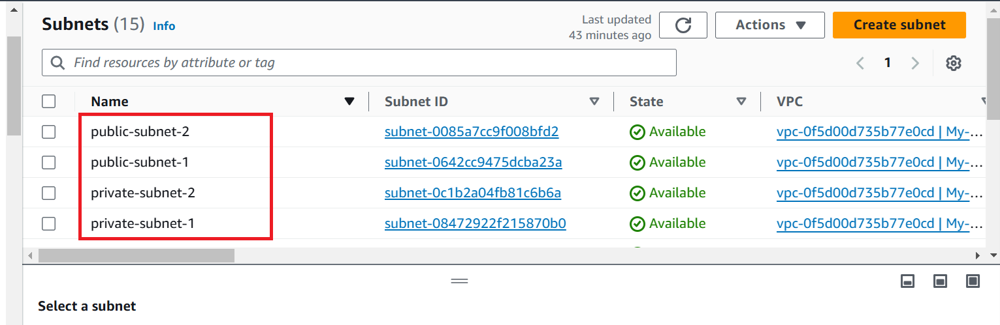 Subnets (15) Info
Last updated
43 minutes ago
Actions
Create subnet
Find resources by attribute or tag
1
Name Subnet ID State VPC
public-subnet-2 subnet-0085a7cc9f008bfd2 Available vpc-0f5d00d735b77e0cd | My-...
public-subnet-1 subnet-0642cc9475dcba23a Available vpc-0f5d00d735b77e0cd | My-...
private-subnet-2 subnet-0c1b2a04fb81c6b6a Available vpc-0f5d00d735b77e0cd | My-...
private-subnet-1 subnet-08472922f215870b0 Available vpc-0f5d00d735b77e0cd | My-...
Select a subnet